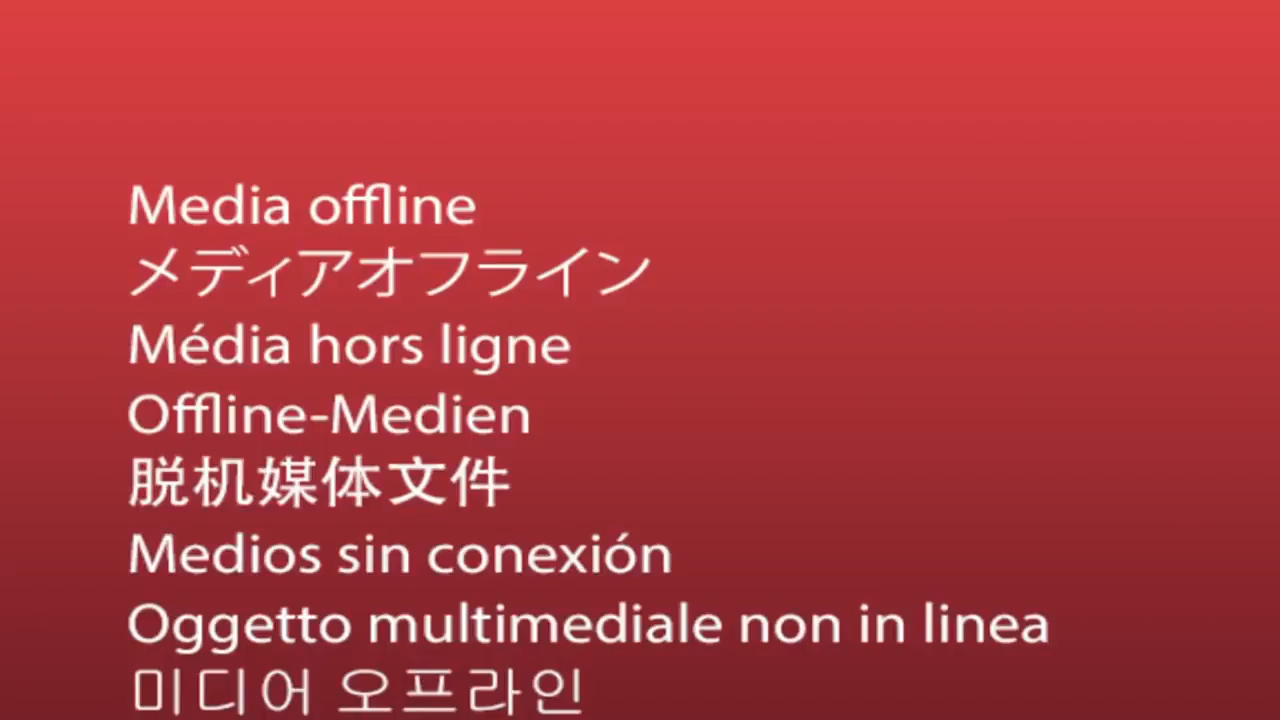 Media offline
メディアオフライン
Média hors ligne
Offline-Medien
脱机媒体文件
Medios sin conexión
Oggetto multimediale non in linea
미디어 오프라인